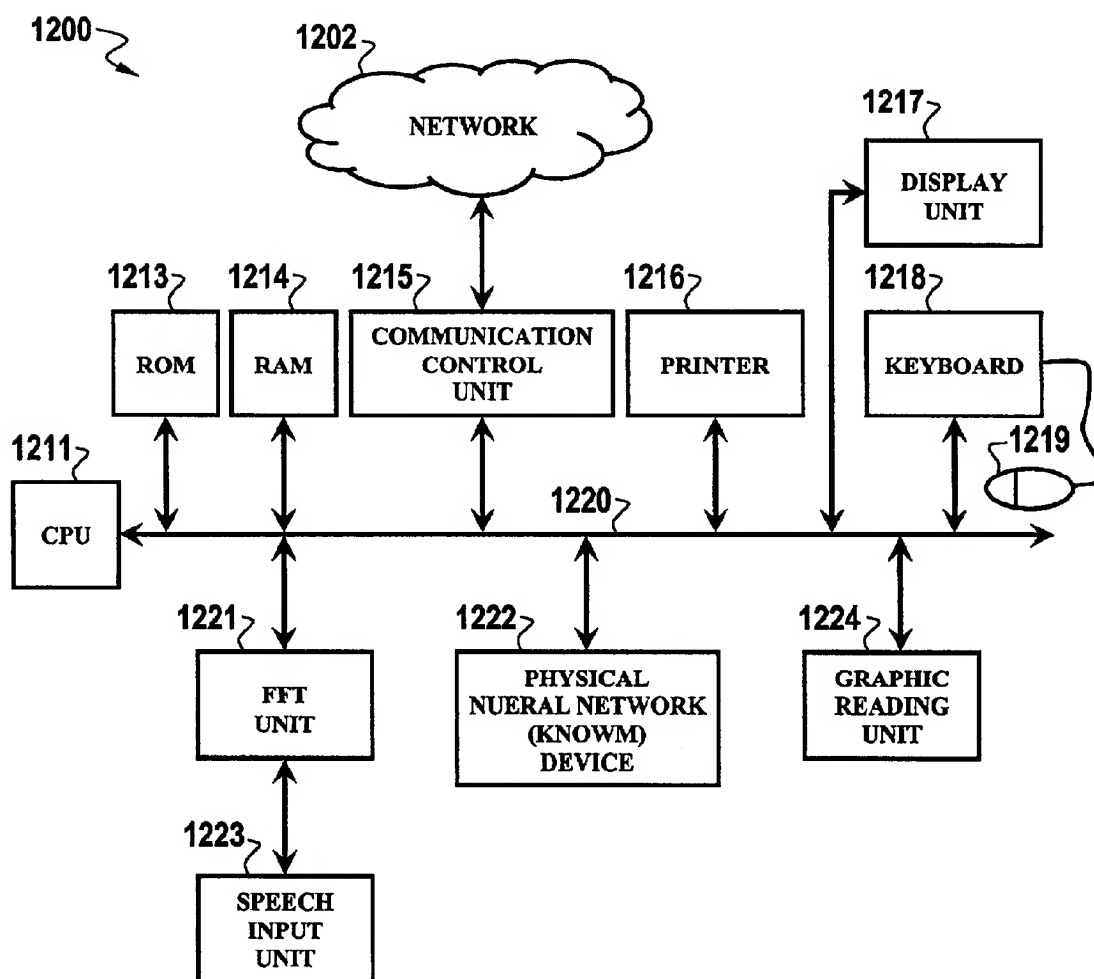 1200
1202
NETWORK
1217
DISPLAY
UNIT
1213
ROM
1214
RAM
1215
COMMUNICATION
CONTROL
UNIT
1216
PRINTER
1218
KEYBOARD
1219
1211
CPU
1220
1221
FFT
UNIT
1222
PHYSICAL
NUERAL NETWORK
(KNOWM)
DEVICE
1224
GRAPHIC
READING
UNIT
1223
SPEECH
INPUT
UNIT